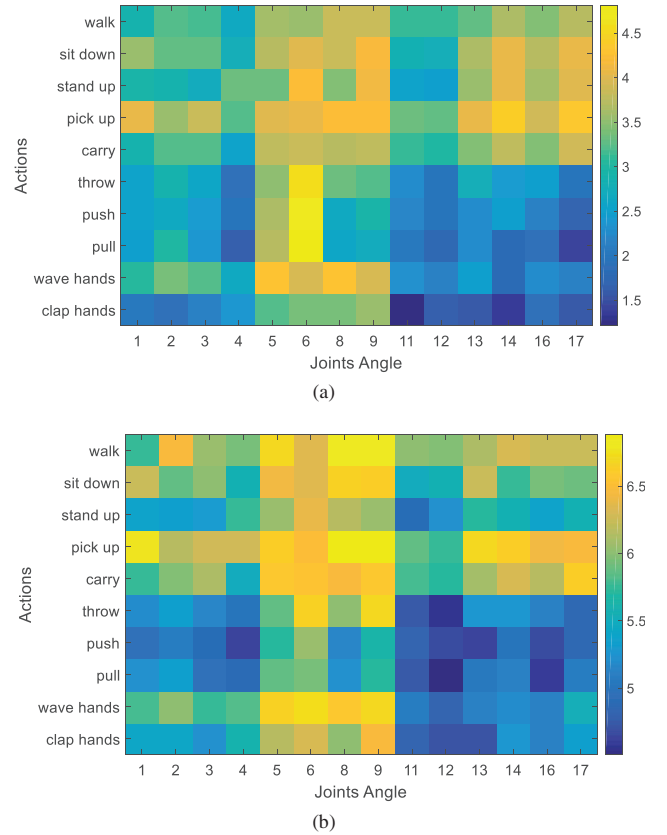 walk
sit down
stand up
pick up
carry
throw
push
pull
wave hands
clap hands
Actions
1 2 3 4 5 6 8 9 11 12 13 14 16 17
Joints Angle
4.5
4
3.5
3
2.5
2
1.5
(a)
walk
sit down
stand up
pick up
carry
throw
push
pull
wave hands
clap hands
Actions
1 2 3 4 5 6 8 9 11 12 13 14 16 17
Joints Angle
6.5
6
5.5
5
(b)